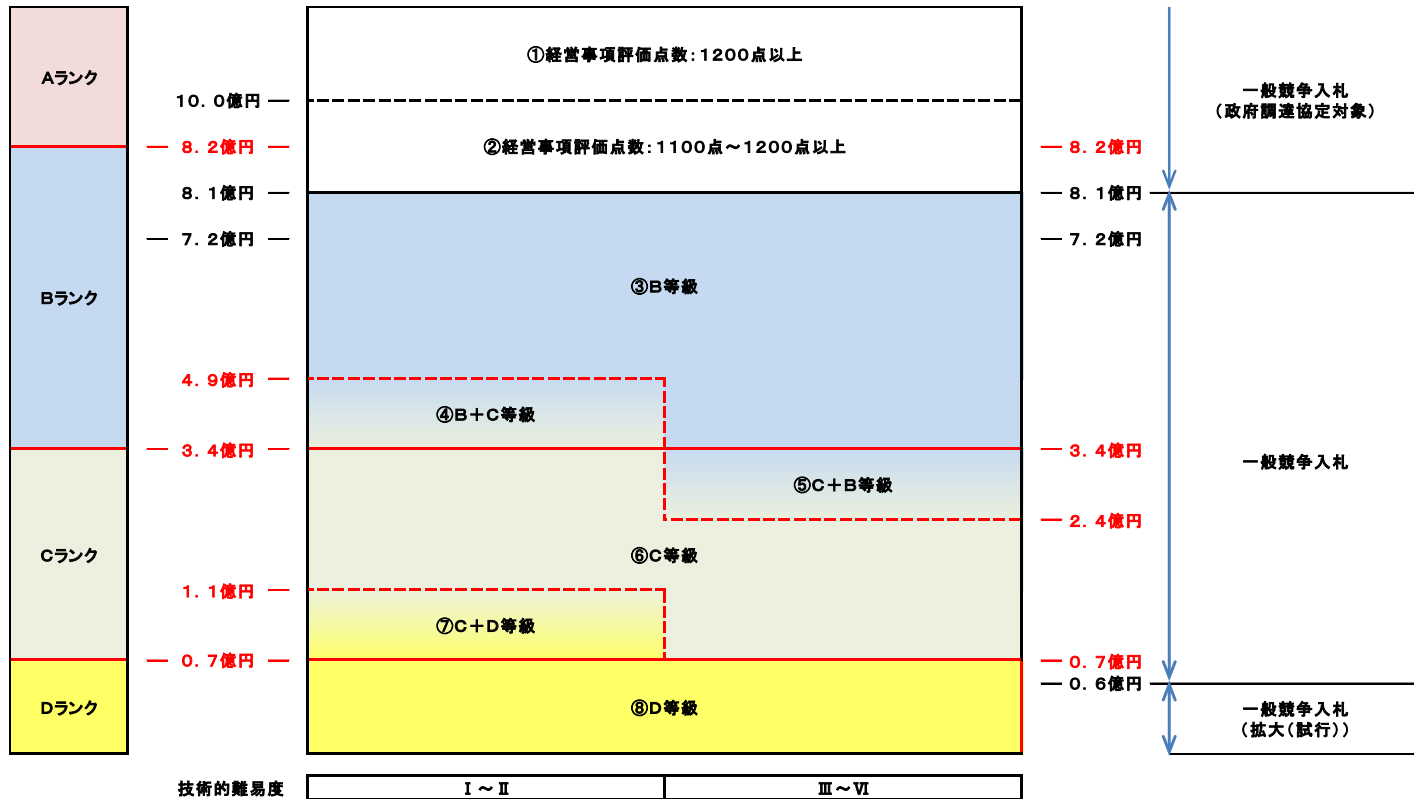 Aランク
Bランク
Cランク
Dランク
10.0億円
8.2億円
8.1億円
7.2億円
4.9億円
3.4億円
1.1億円
0.7億円
①経営事項評価点数:1200点以上
②経営事項評価点数:1100点～1200点以上
③B等級
④B+C等級
⑤C+B等級
⑥C等級
⑦C+D等級
⑧D等級
8.2億円
8.1億円
7.2億円
3.4億円
2.4億円
0.7億円
0.6億円
一般競争入札
(政府調達協定対象)
一般競争入札
一般競争入札
(拡大(試行))
技術的難易度
Ⅰ～Ⅱ
Ⅲ～Ⅵ